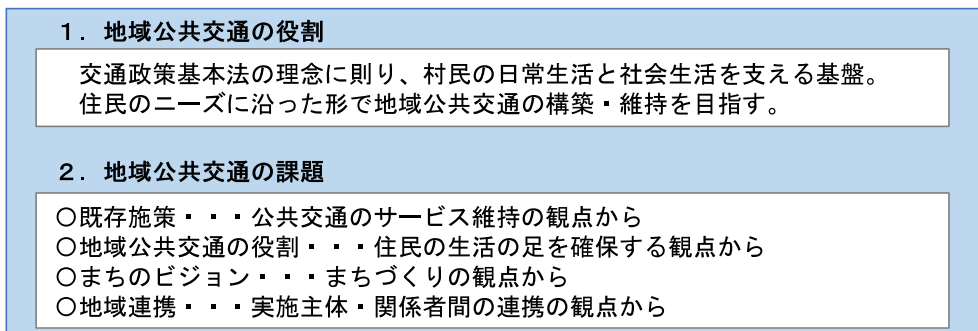 １．地域公共交通の役割
交通政策基本法の理念に則り、村民の日常生活と社会生活を支える基盤。
住民のニーズに沿った形で地域公共交通の構築・維持を目指す。
２．地域公共交通の課題
〇既存施策・・・公共交通のサービス維持の観点から
〇地域公共交通の役割・・・住民の生活の足を確保する観点から
〇まちのビジョン・・・まちづくりの観点から
〇地域連携・・・実施主体・関係者間の連携の観点から